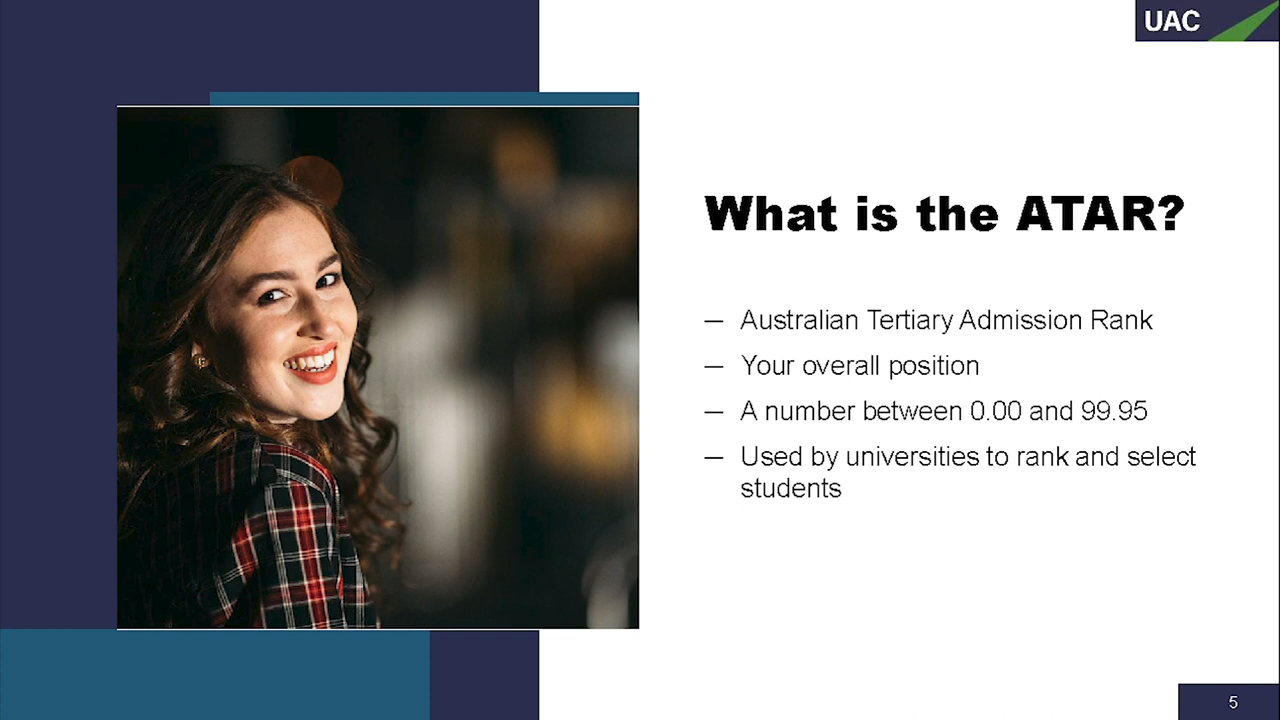 UAC
What is the ATAR?
— Australian Tertiary Admission Rank
— Your overall position
— A number between 0.00 and 99.95
— Used by universities to rank and select
students
5